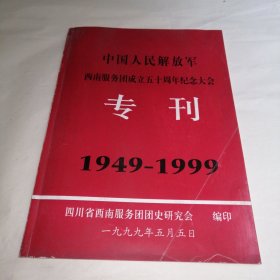 中国人民解放军
西南服务团成立五十周年纪念大会
专刊
1949-1999
四川省西南服务团团史研究会 编印
一九九九年五月五日